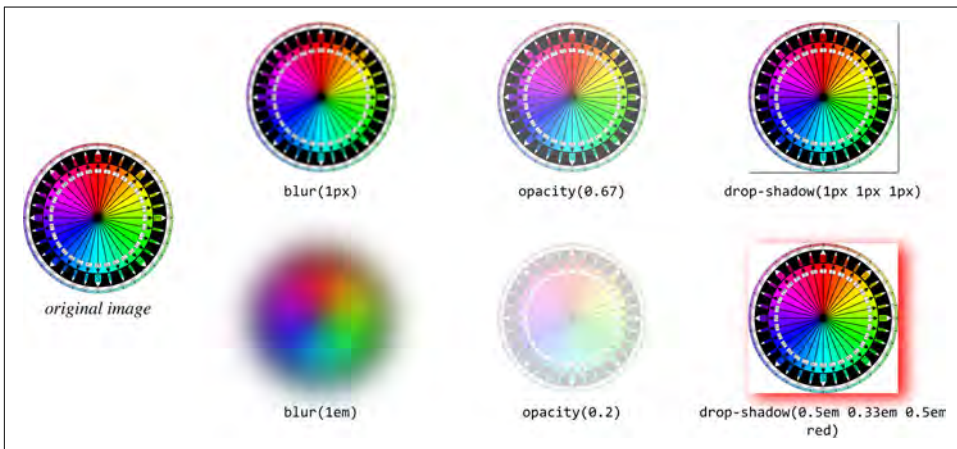 blur(1px)
opacity(0.67)
drop-shadow(1px 1px 1px)
original image
blur(1em)
opacity(0.2)
drop-shadow(0.5em 0.33em 0.5em
red)